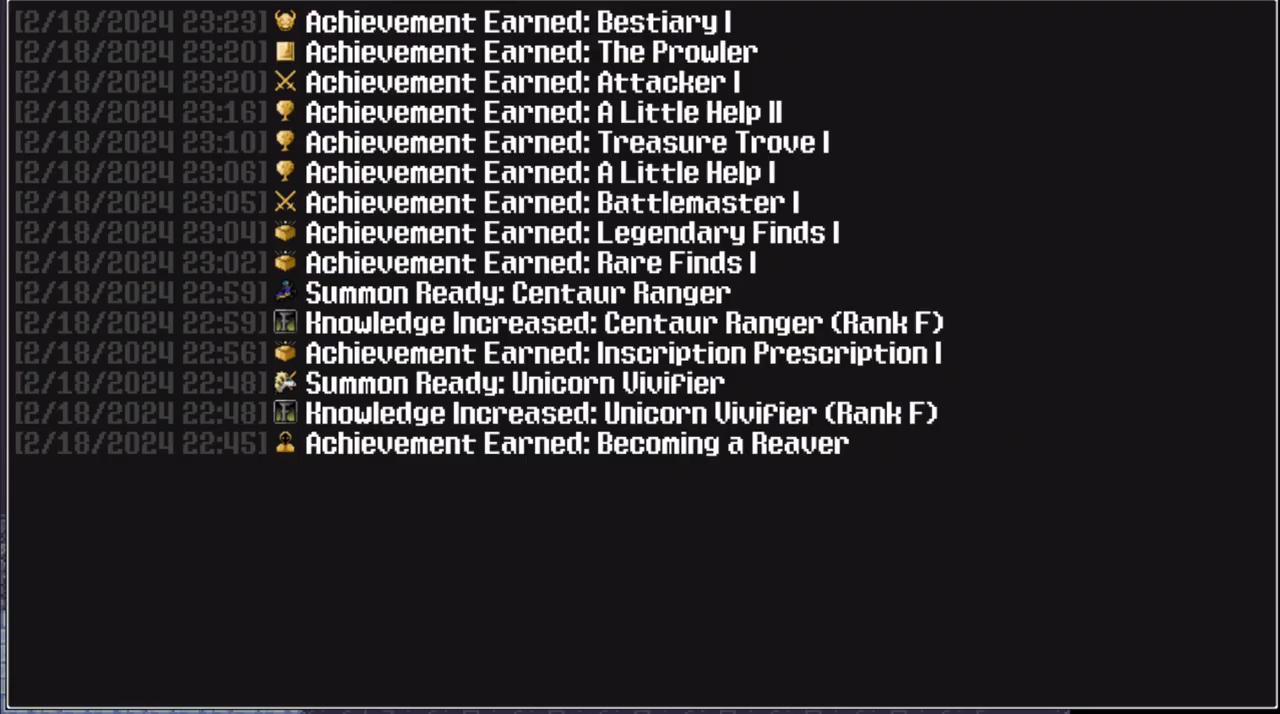 [2/18/2024 23:23] Achievement Earned: Bestiary I
[2/18/2024 23:20] Achievement Earned: The Prowler
[2/18/2024 23:20] Achievement Earned: Attacker I
[2/18/2024 23:16] Achievement Earned: A Little Help II
[2/18/2024 23:10] Achievement Earned: Treasure Trove I
[2/18/2024 23:06] Achievement Earned: A Little Help I
[2/18/2024 23:05] Achievement Earned: Battlemaster I
[2/18/2024 23:04] Achievement Earned: Legendary Finds I
[2/18/2024 23:02] Achievement Earned: Rare Finds I
[2/18/2024 22:59] Summon Ready: Centaur Ranger
[2/18/2024 22:59] Knowledge Increased: Centaur Ranger (Rank F)
[2/18/2024 22:56] Achievement Earned: Inscription Prescription I
[2/18/2024 22:48] Summon Ready: Unicorn Vivifier
[2/18/2024 22:48] Knowledge Increased: Unicorn Vivifier (Rank F)
[2/18/2024 22:45] Achievement Earned: Becoming a Reaver